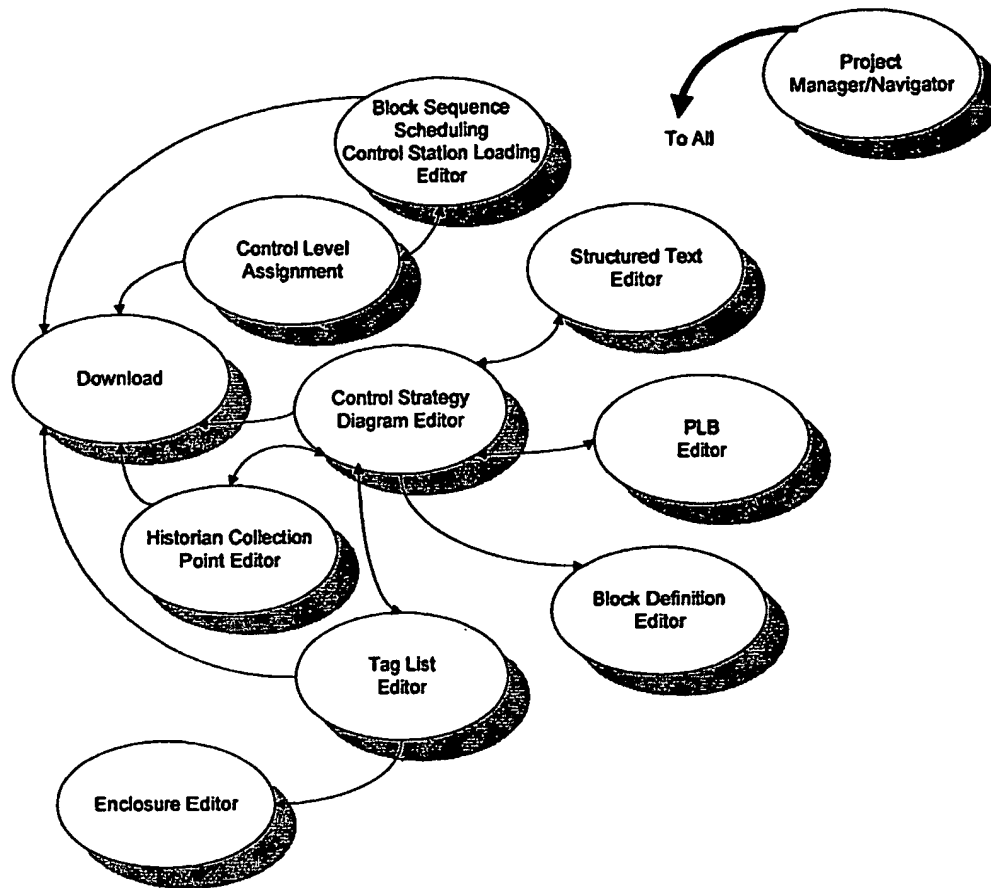 Project
Manager/Navigator
To All
Block Sequence
Scheduling
Control Station Loading
Editor
Control Level
Assignment
Structured Text
Editor
Download
Control Strategy
Diagram Editor
PLB
Editor
Historian Collection
Point Editor
Block Definition
Editor
Tag List
Editor
Enclosure Editor